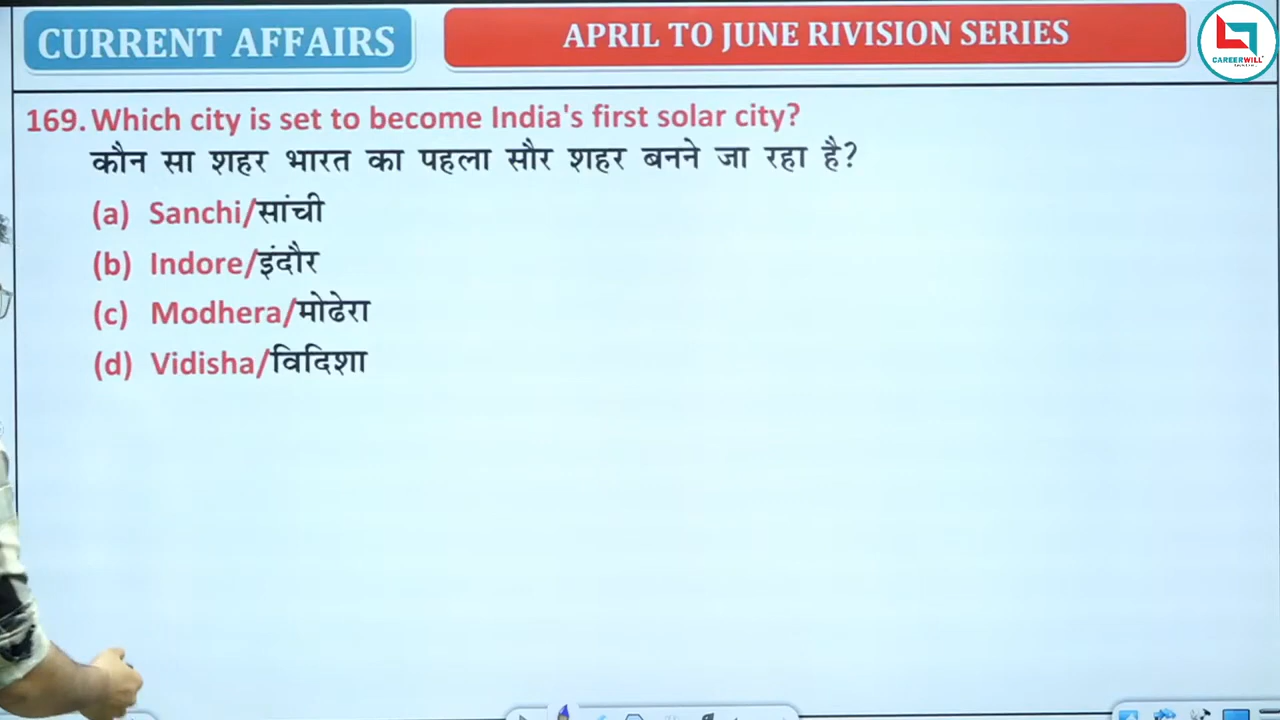 CURRENT AFFAIRS
APRIL TO JUNE RIVISION SERIES
CAREERWILL
169. Which city is set to become India's first solar city?
कौन सा शहर भारत का पहला सौर शहर बनने जा रहा है?
(a) Sanchi/सांची
(b) Indore/इंदौर
(c) Modhera/मोढेरा
(d) Vidisha/विदिशा